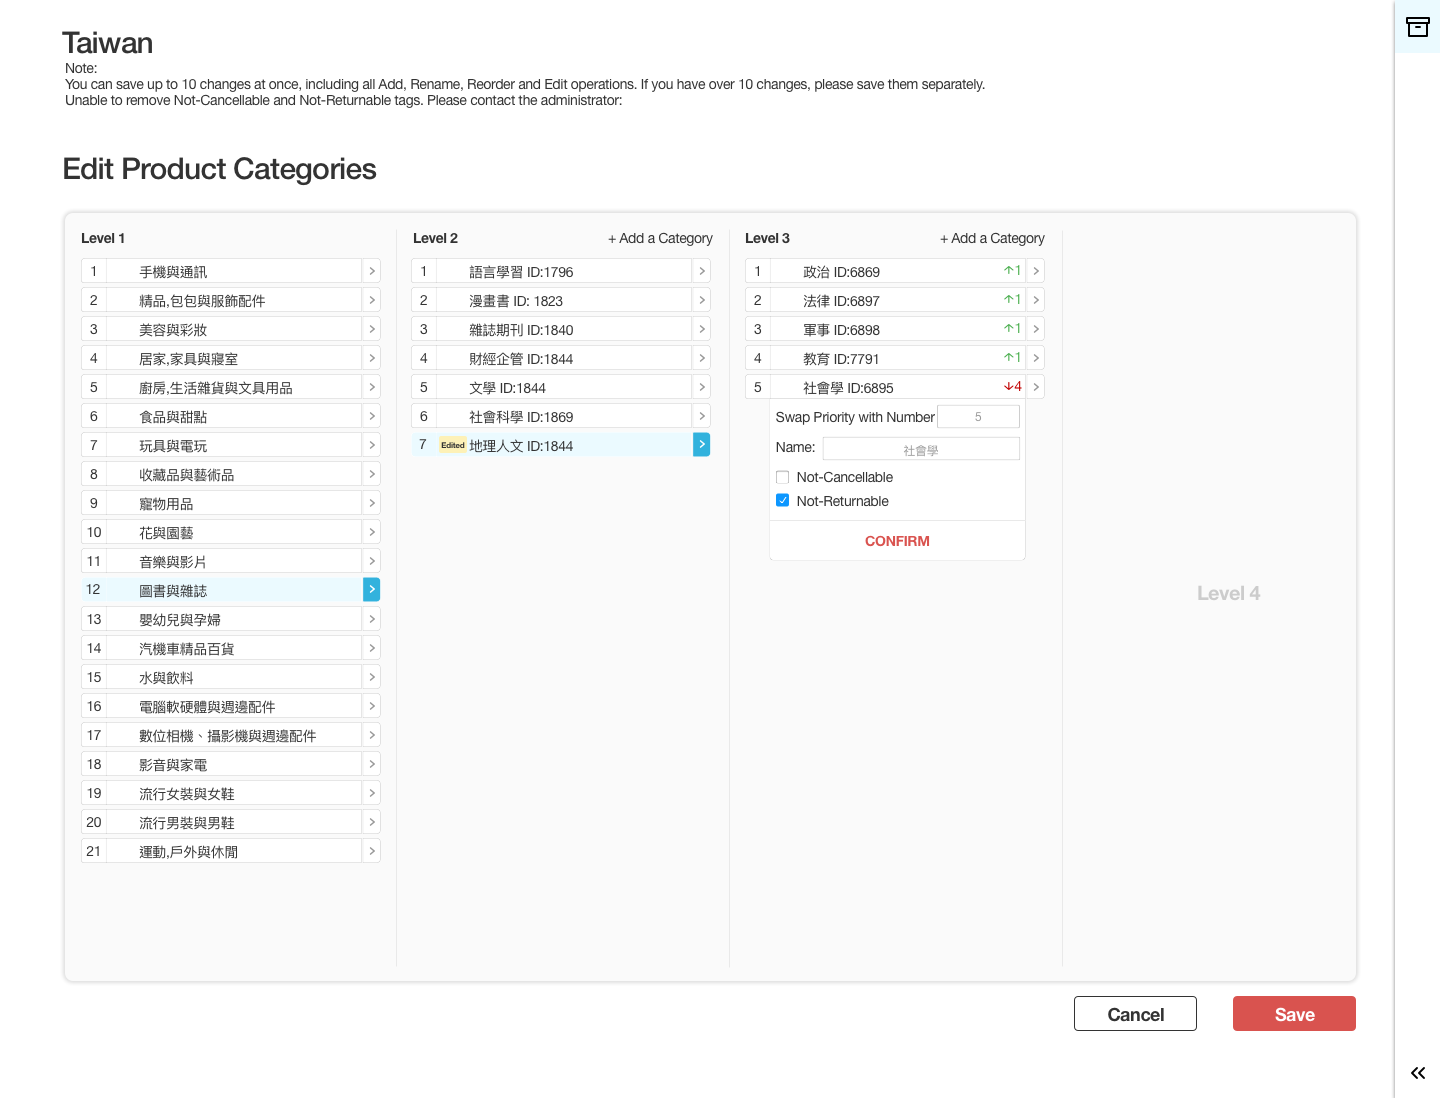 Taiwan
Note:
You can save up to 10 changes at once, including all Add, Rename, Reorder and Edit operations. If you have over 10 changes, please save them separately.
Unable to remove Not-Cancellable and Not-Returnable tags. Please contact the administrator:
Edit Product Categories
Level 1
1 手機與通訊
2 精品,包包與服飾配件
3 美容與彩妝
4 居家,家具與寢室
5 廚房,生活雜貨與文具用品
6 食品與甜點
7 玩具與電玩
8 收藏品與藝術品
9 寵物用品
10 花與園藝
11 音樂與影片
12 圖書與雜誌
13 嬰幼兒與孕婦
14 汽機車精品百貨
15 水與飲料
16 電腦軟硬體與週邊配件
17 數位相機、攝影機與週邊配件
18 影音與家電
19 流行女裝與女鞋
20 流行男裝與男鞋
21 運動,戶外與休閒
Level 2 + Add a Category
1 語言學習 ID:1796
2 漫畫書 ID: 1823
3 雜誌期刊 ID:1840
4 財經企管 ID:1844
5 文學 ID:1844
6 社會科學 ID:1869
7 Edited 地理人文 ID:1844
Level 3 + Add a Category
1 政治 ID:6869 ↑1
2 法律 ID:6897 ↑1
3 軍事 ID:6898 ↑1
4 教育 ID:7791 ↑1
5 社會學 ID:6895 ↓4
Swap Priority with Number 5
Name: 社會學
Not-Cancellable
Not-Returnable
CONFIRM
Level 4
Cancel Save